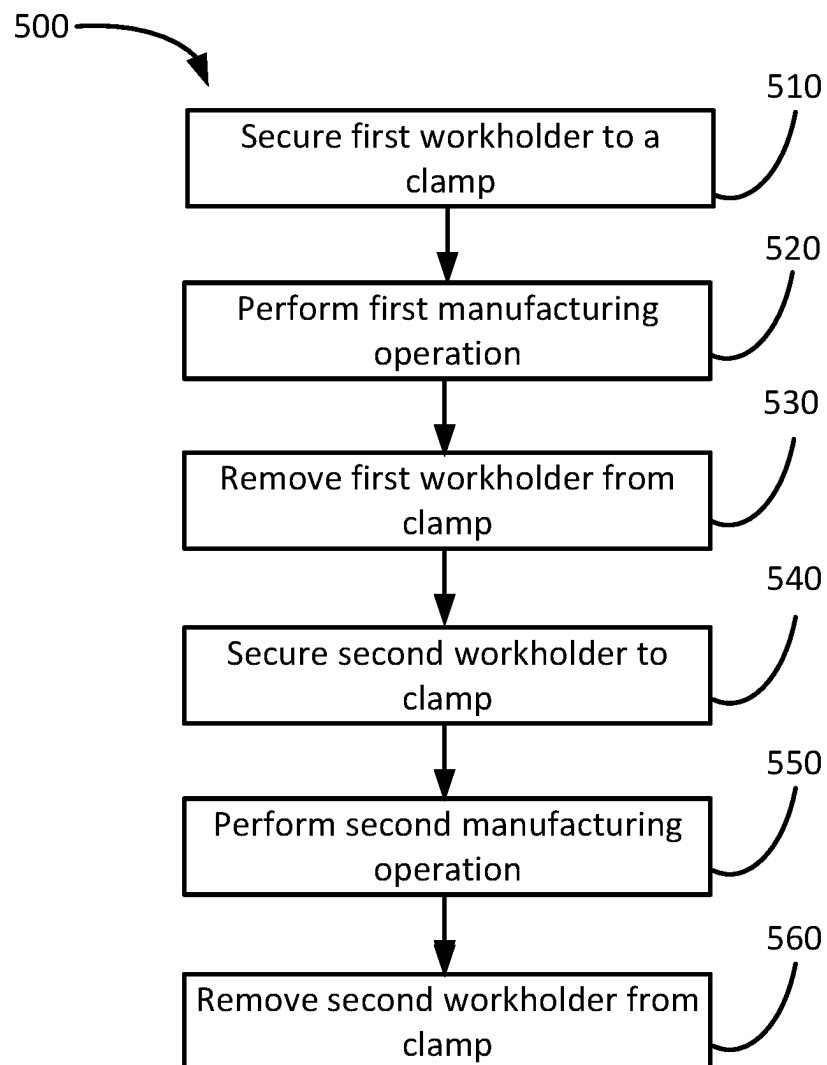 500
510
Secure first workholder to a
clamp
520
Perform first manufacturing
operation
530
Remove first workholder from
clamp
540
Secure second workholder to
clamp
550
Perform second manufacturing
operation
560
Remove second workholder from
clamp